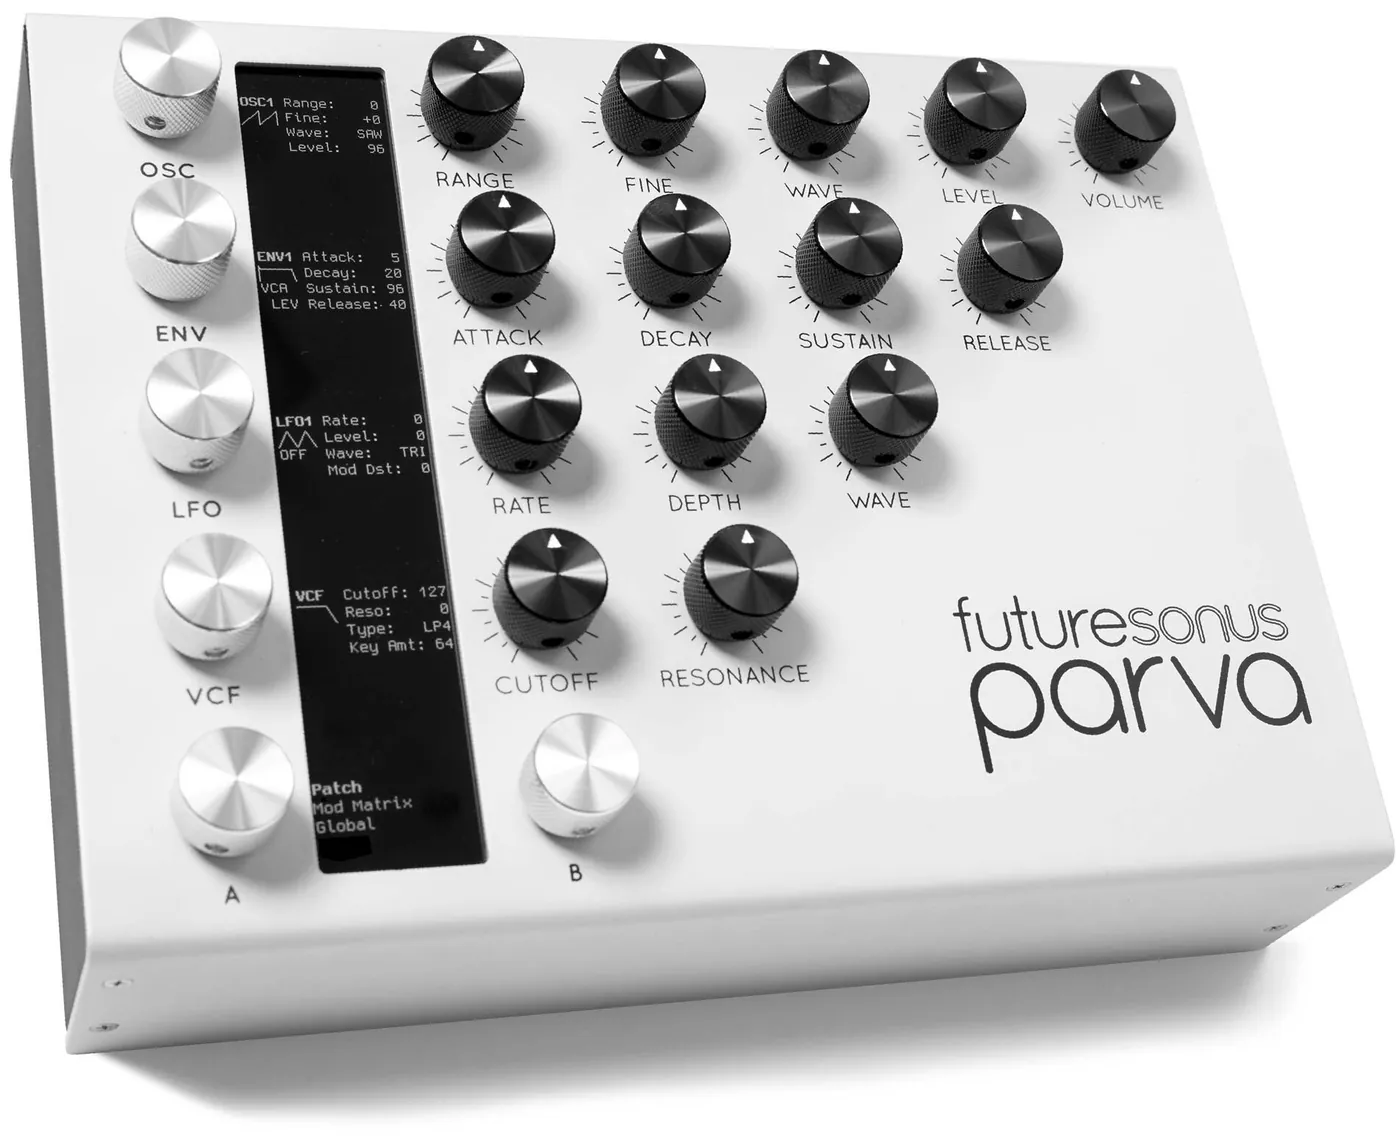 OSC
OSC1 Range: 0
Fine: +0
Wave: SAW
Level: 96
RANGE
FINE
WAVE
LEVEL
VOLUME
ENV
ENV1 Attack: 5
Decay: 20
VCA Sustain: 96
LEV Release: 40
ATTACK
DECAY
SUSTAIN
RELEASE
LFO
LFO1 Rate: 0
Level: 0
OFF Wave: TRI
Mod Dst: 0
RATE
DEPTH
WAVE
VCF
VCF Cutoff: 127
Reso: 0
Type: LP4
Key Amt: 64
CUTOFF
RESONANCE
futuresonus
parva
A
Patch
Mod Matrix
Global
B